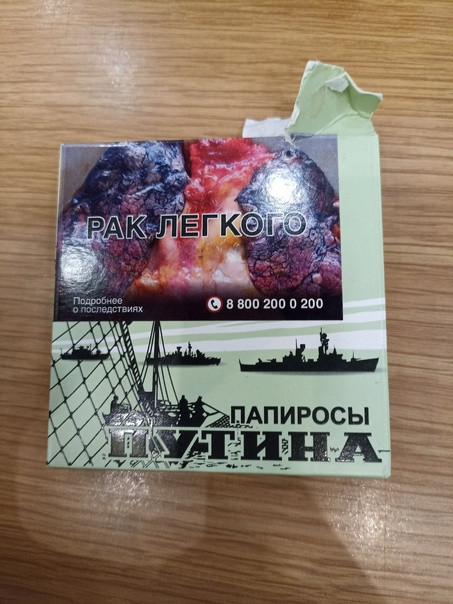 РАК ЛЕГКОГО
Подробнее
о последствиях
8 800 200 0 200
ПАПИРОСЫ
ПУТИНА